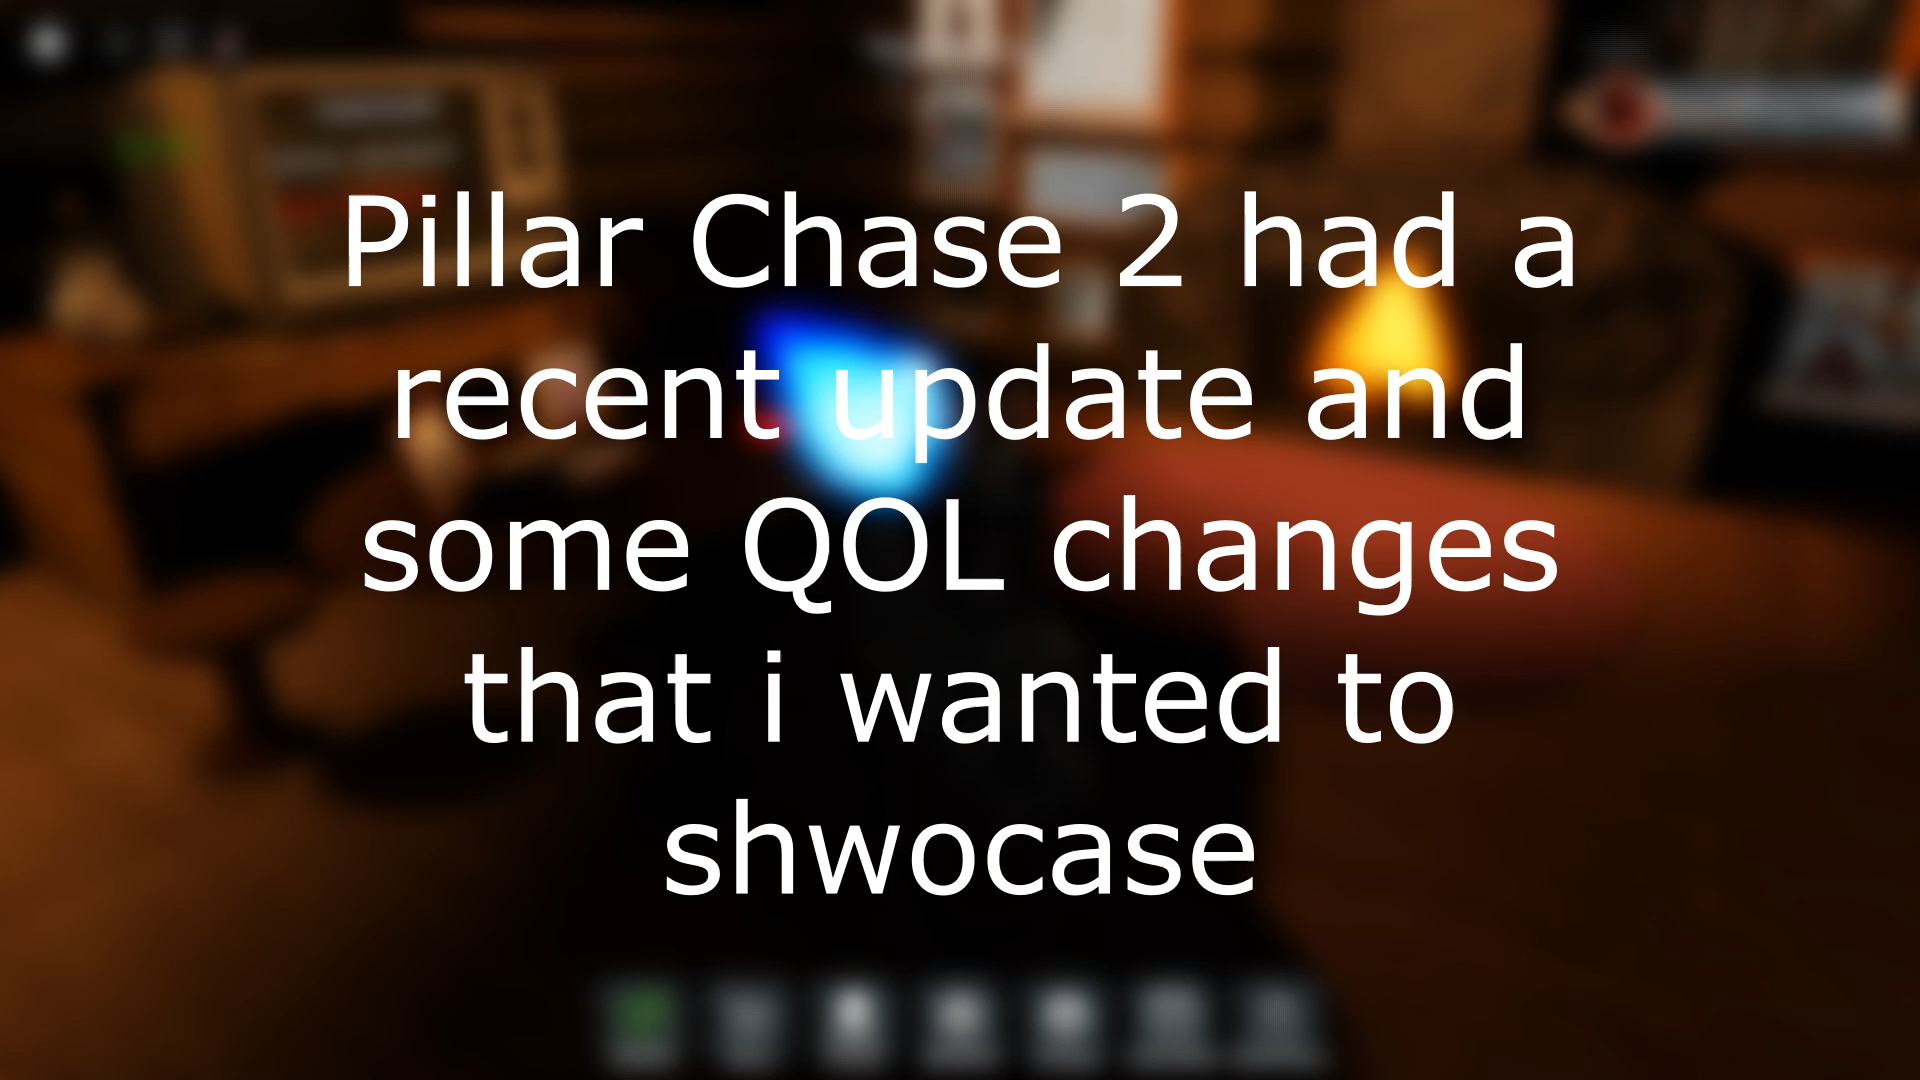 Pillar Chase 2 had a
recent update and
some QOL changes
that i wanted to
shwocase